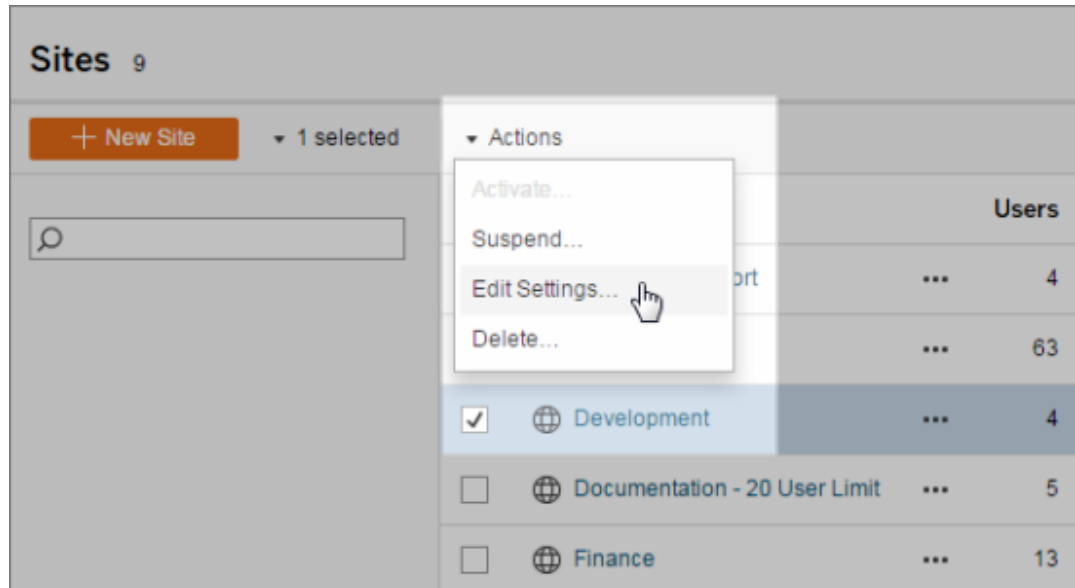 Sites 9
+ New Site
1 selected
Actions
Activate...
Suspend...
Edit Settings...
Delete...
Users
4
63
Development ... 4
Documentation - 20 User Limit ... 5
Finance ... 13